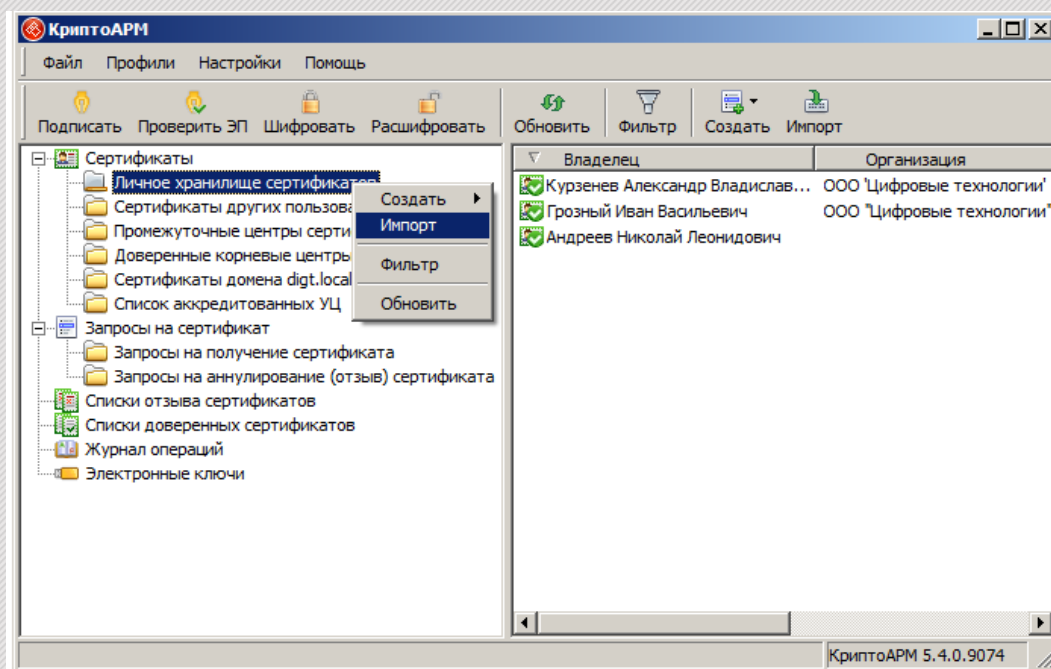 КриптоАРМ
Файл Профили Настройки Помощь
Подписать Проверить ЭП Шифровать Расшифровать Обновить Фильтр Создать Импорт
Сертификаты
Личное хранилище сертификатов
Сертификаты других пользова
Промежуточные центры серти
Доверенные корневые центры
Сертификаты домена digt.local
Список аккредитованных УЦ
Запросы на сертификат
Запросы на получение сертификата
Запросы на аннулирование (отзыв) сертификата
Списки отзыва сертификатов
Списки доверенных сертификатов
Журнал операций
Электронные ключи
Создать
Импорт
Фильтр
Обновить
Владелец Организация
Курзенев Александр Владислав... ООО 'Цифровые технологии'
Грозный Иван Васильевич ООО "Цифровые технологии"
Андреев Николай Леонидович
КриптоАРМ 5.4.0.9074